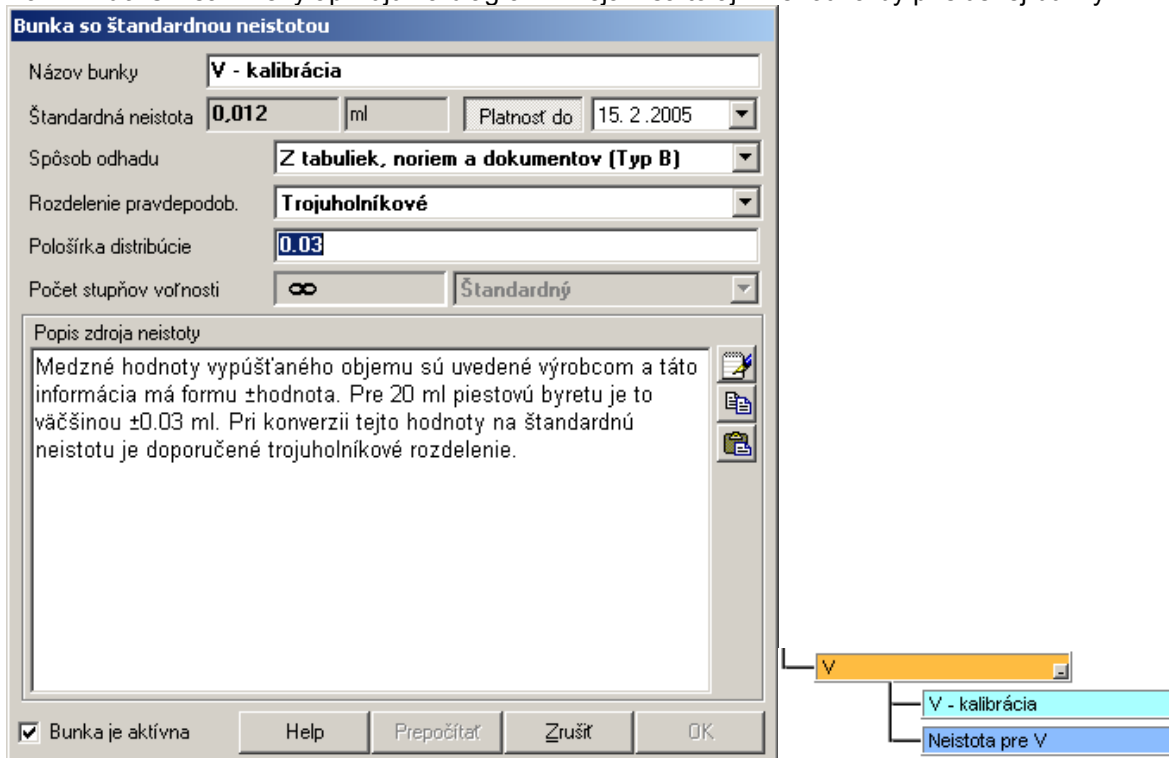 Bunka so štandardnou neistotou
Názov bunky V - kalibrácia
Štandardná neistota 0,012 ml Platnosť do 15. 2 .2005
Spôsob odhadu Z tabuliek, noriem a dokumentov (Typ B)
Rozdelenie pravdepodob. Trojuholníkové
Pološírka distribúcie 0.03
Počet stupňov voľnosti ∞ Štandardný
Popis zdroja neistoty
Medzné hodnoty vypúšťaného objemu sú uvedené výrobcom a táto
informácia má formu ±hodnota. Pre 20 ml piestovú byretu je to
väčšinou ±0.03 ml. Pri konverzii tejto hodnoty na štandardnú
neistotu je doporučené trojuholníkové rozdelenie.
V
V - kalibrácia
Neistota pre V
Bunka je aktívna Help Prepočítať Zrušiť OK